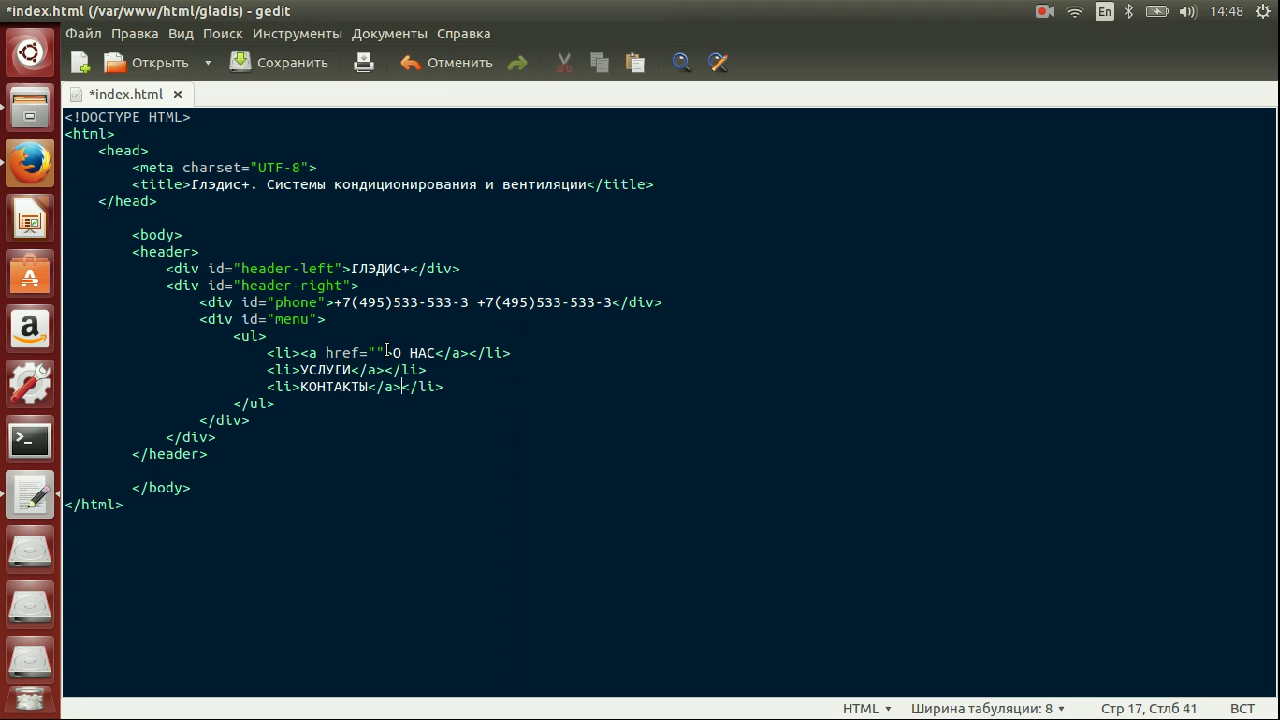 *index.html (/var/www/html/gladis) - gedit
En
14:48
Файл Правка Вид Поиск Инструменты Документы Справка
Открыть Сохранить Отменить
*index.html ×
<!DOCTYPE HTML>
<html>
<head>
<meta charset="UTF-8">
<title>Глэдис+. Системы кондиционирования и вентиляции</title>
</head>
<body>
<header>
<div id="header-left">ГЛЭДИС+</div>
<div id="header-right">
<div id="phone">+7(495)533-533-3 +7(495)533-533-3</div>
<div id="menu">
<ul>
<li><a href="">О НАС</a></li>
<li>УСЛУГИ</a></li>
<li>КОНТАКТЫ</a></li>
</ul>
</div>
</div>
</header>
</body>
</html>
HTML Ширина табуляции: 8 Стр 17, Стлб 41 ВСТ